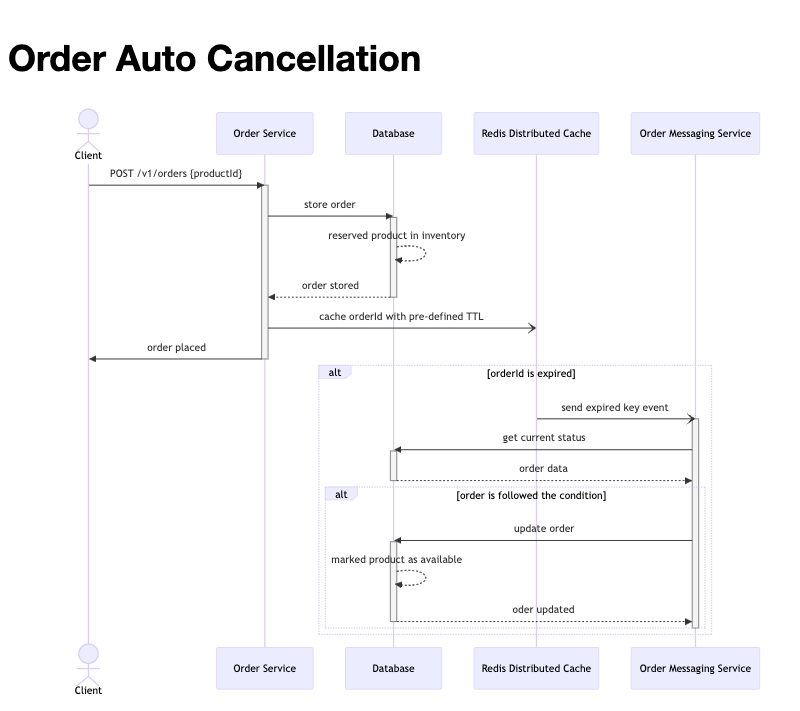 Order Auto Cancellation
Client
Order Service
Database
Redis Distributed Cache
Order Messaging Service
POST /v1/orders {productId}
store order
reserved product in inventory
order stored
cache orderId with pre-defined TTL
order placed
alt
[orderId is expired]
send expired key event
get current status
order data
alt
[order is followed the condition]
update order
marked product as available
oder updated
Client
Order Service
Database
Redis Distributed Cache
Order Messaging Service